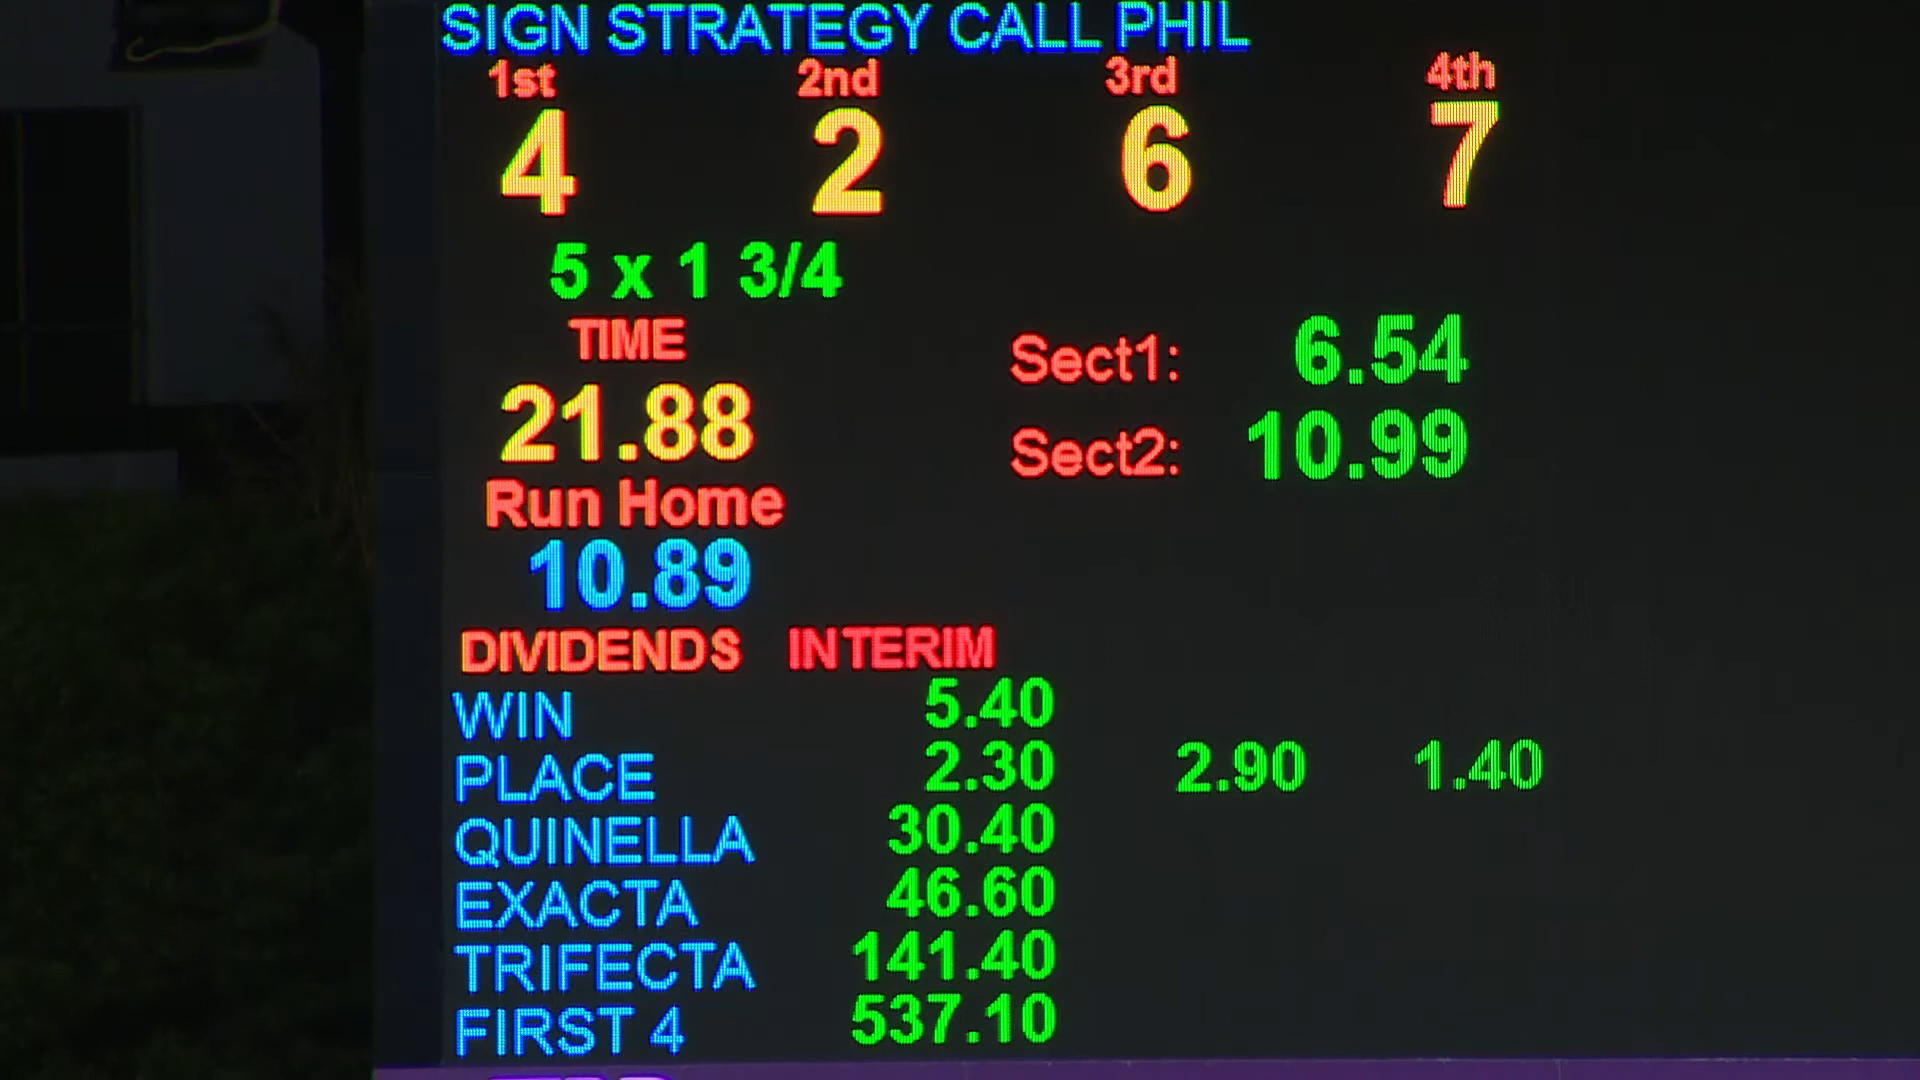 SIGN STRATEGY CALL PHIL
1st 2nd 3rd 4th
4 2 6 7
5 x 1 3/4
TIME
21.88
Sect1: 6.54
Sect2: 10.99
Run Home
10.89
DIVIDENDS INTERIM
WIN 5.40
PLACE 2.30 2.90 1.40
QUINELLA 30.40
EXACTA 46.60
TRIFECTA 141.40
FIRST 4 537.10